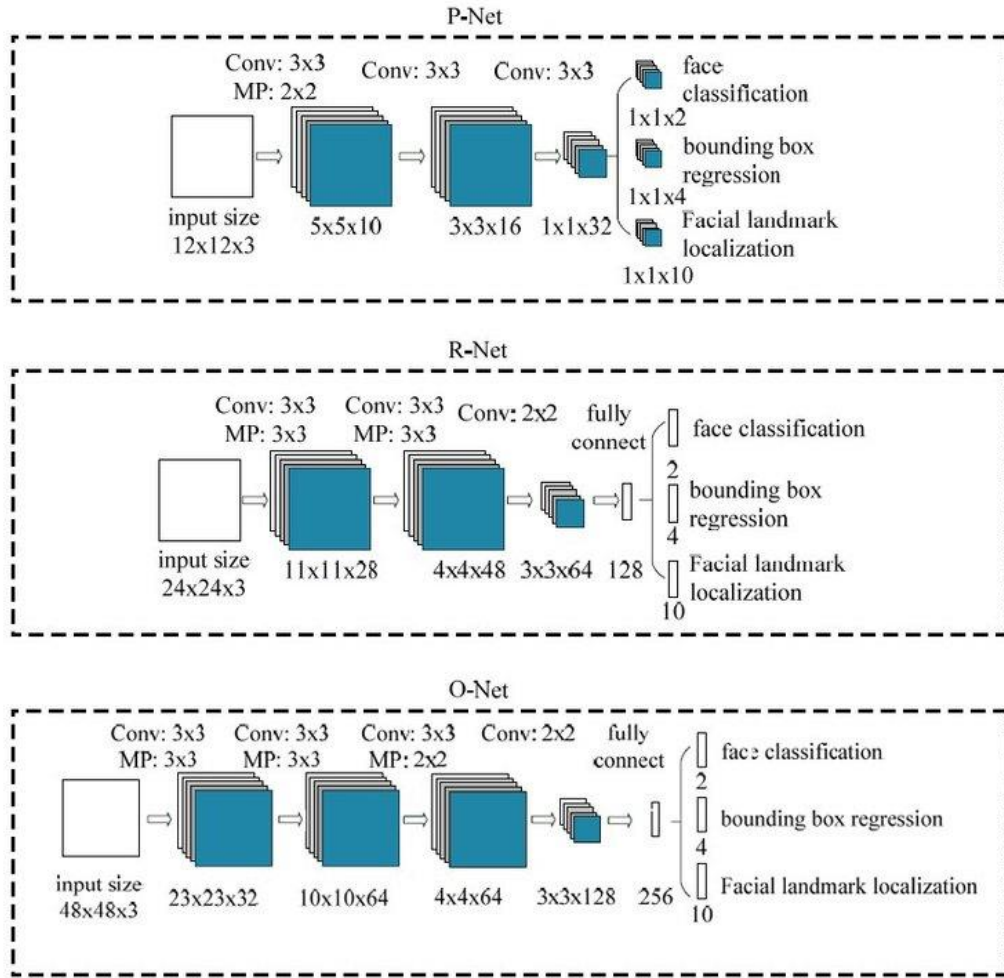 P-Net
Conv: 3x3
MP: 2x2
Conv: 3x3
Conv: 3x3
face
classification
1x1x2
bounding box
regression
1x1x4
Facial landmark
localization
1x1x10
input size
12x12x3
5x5x10
3x3x16
1x1x32
R-Net
Conv: 3x3
MP: 3x3
Conv: 3x3
MP: 3x3
Conv: 2x2
fully
connect
face classification
2
bounding box
regression
4
Facial landmark
localization
10
input size
24x24x3
11x11x28
4x4x48
3x3x64
128
O-Net
Conv: 3x3
MP: 3x3
Conv: 3x3
MP: 3x3
Conv: 3x3
MP: 2x2
Conv: 2x2
fully
connect
face classification
2
bounding box regression
4
Facial landmark localization
10
input size
48x48x3
23x23x32
10x10x64
4x4x64
3x3x128
256